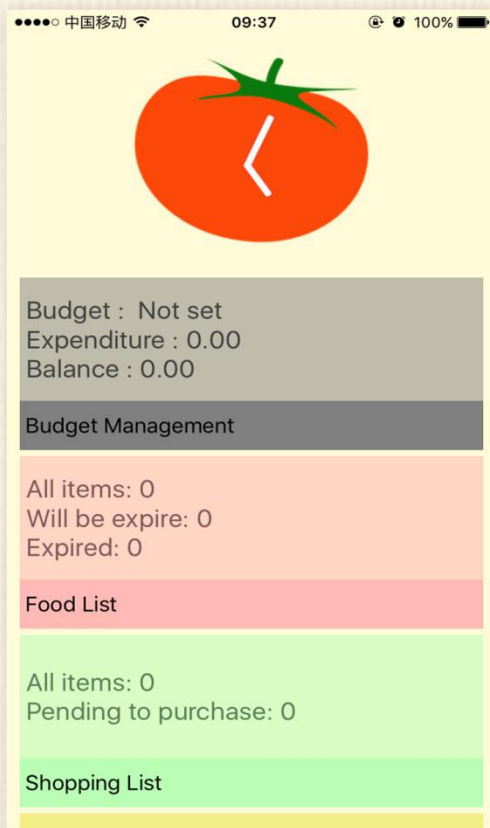 中国移动 09:37 100%
Budget : Not set
Expenditure : 0.00
Balance : 0.00
Budget Management
All items: 0
Will be expire: 0
Expired: 0
Food List
All items: 0
Pending to purchase: 0
Shopping List